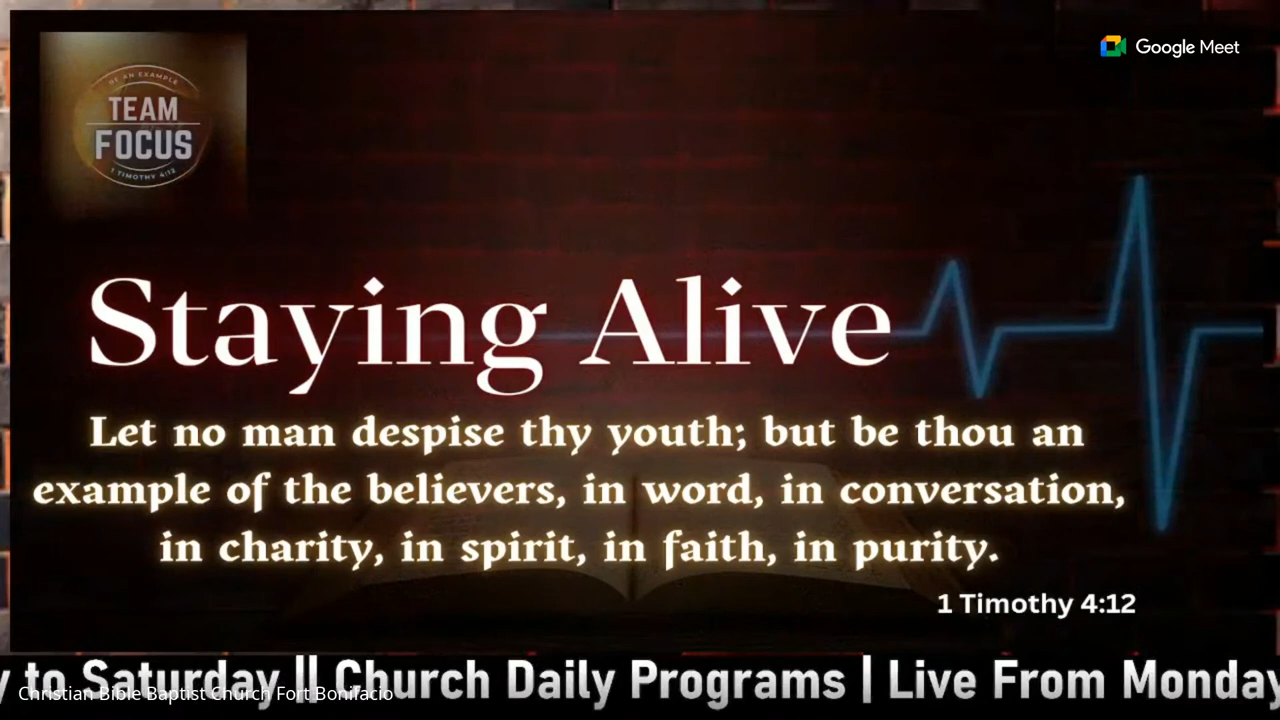 BE AN EXAMPLE
TEAM
FOCUS
1 TIMOTHY 4:12
Google Meet
Staying Alive
Let no man despise thy youth; but be thou an
example of the believers, in word, in conversation,
in charity, in spirit, in faith, in purity.
1 Timothy 4:12
y to Saturday || Church Daily Programs | Live From Monday
Christian Bible Baptist Church Fort Bonifacio